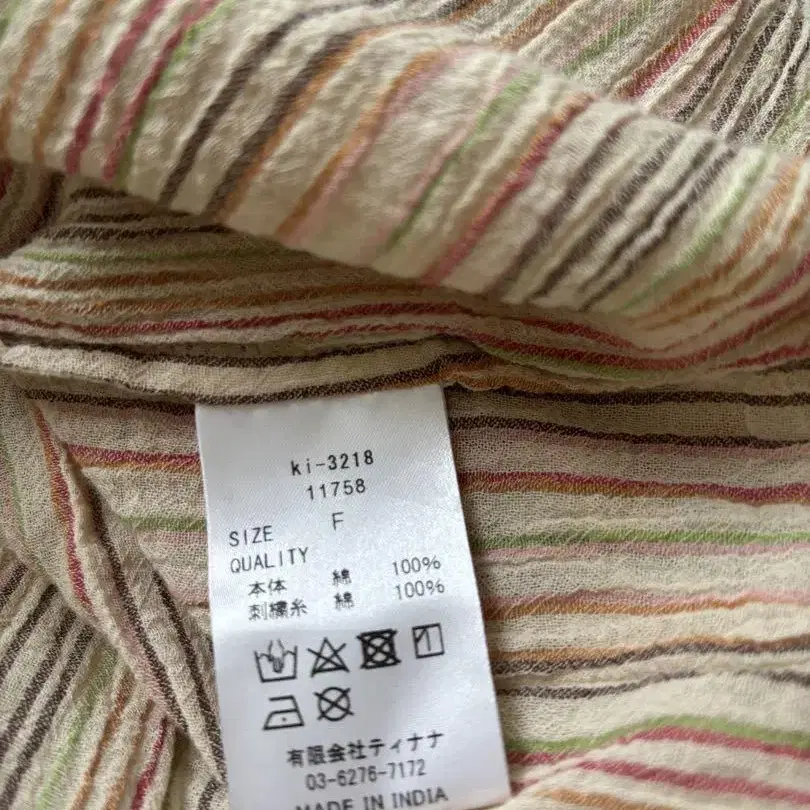 ki-3218
11758
SIZE F
QUALITY
本体 綿 100%
刺繍糸 綿 100%
有限会社ティナナ
03-6276-7172
MADE IN INDIA